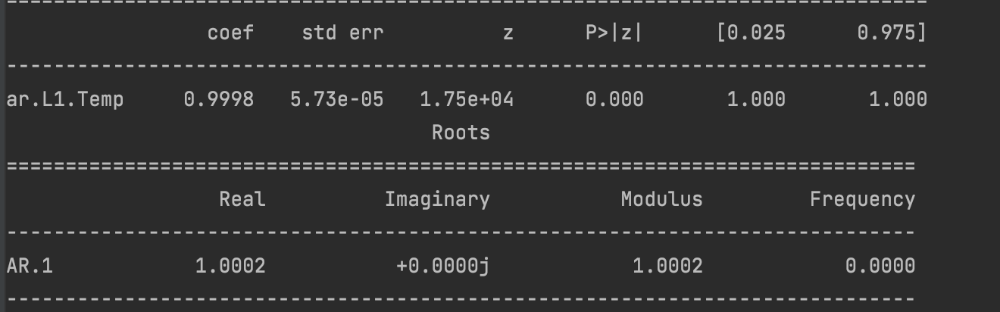 ==============================================================================
                 coef    std err          z      P>|z|      [0.025      0.975]
------------------------------------------------------------------------------
ar.L1.Temp     0.9998   5.73e-05   1.75e+04      0.000       1.000       1.000
                                    Roots
=============================================================================
                  Real          Imaginary           Modulus         Frequency
-----------------------------------------------------------------------------
AR.1            1.0002           +0.0000j            1.0002            0.0000
-----------------------------------------------------------------------------